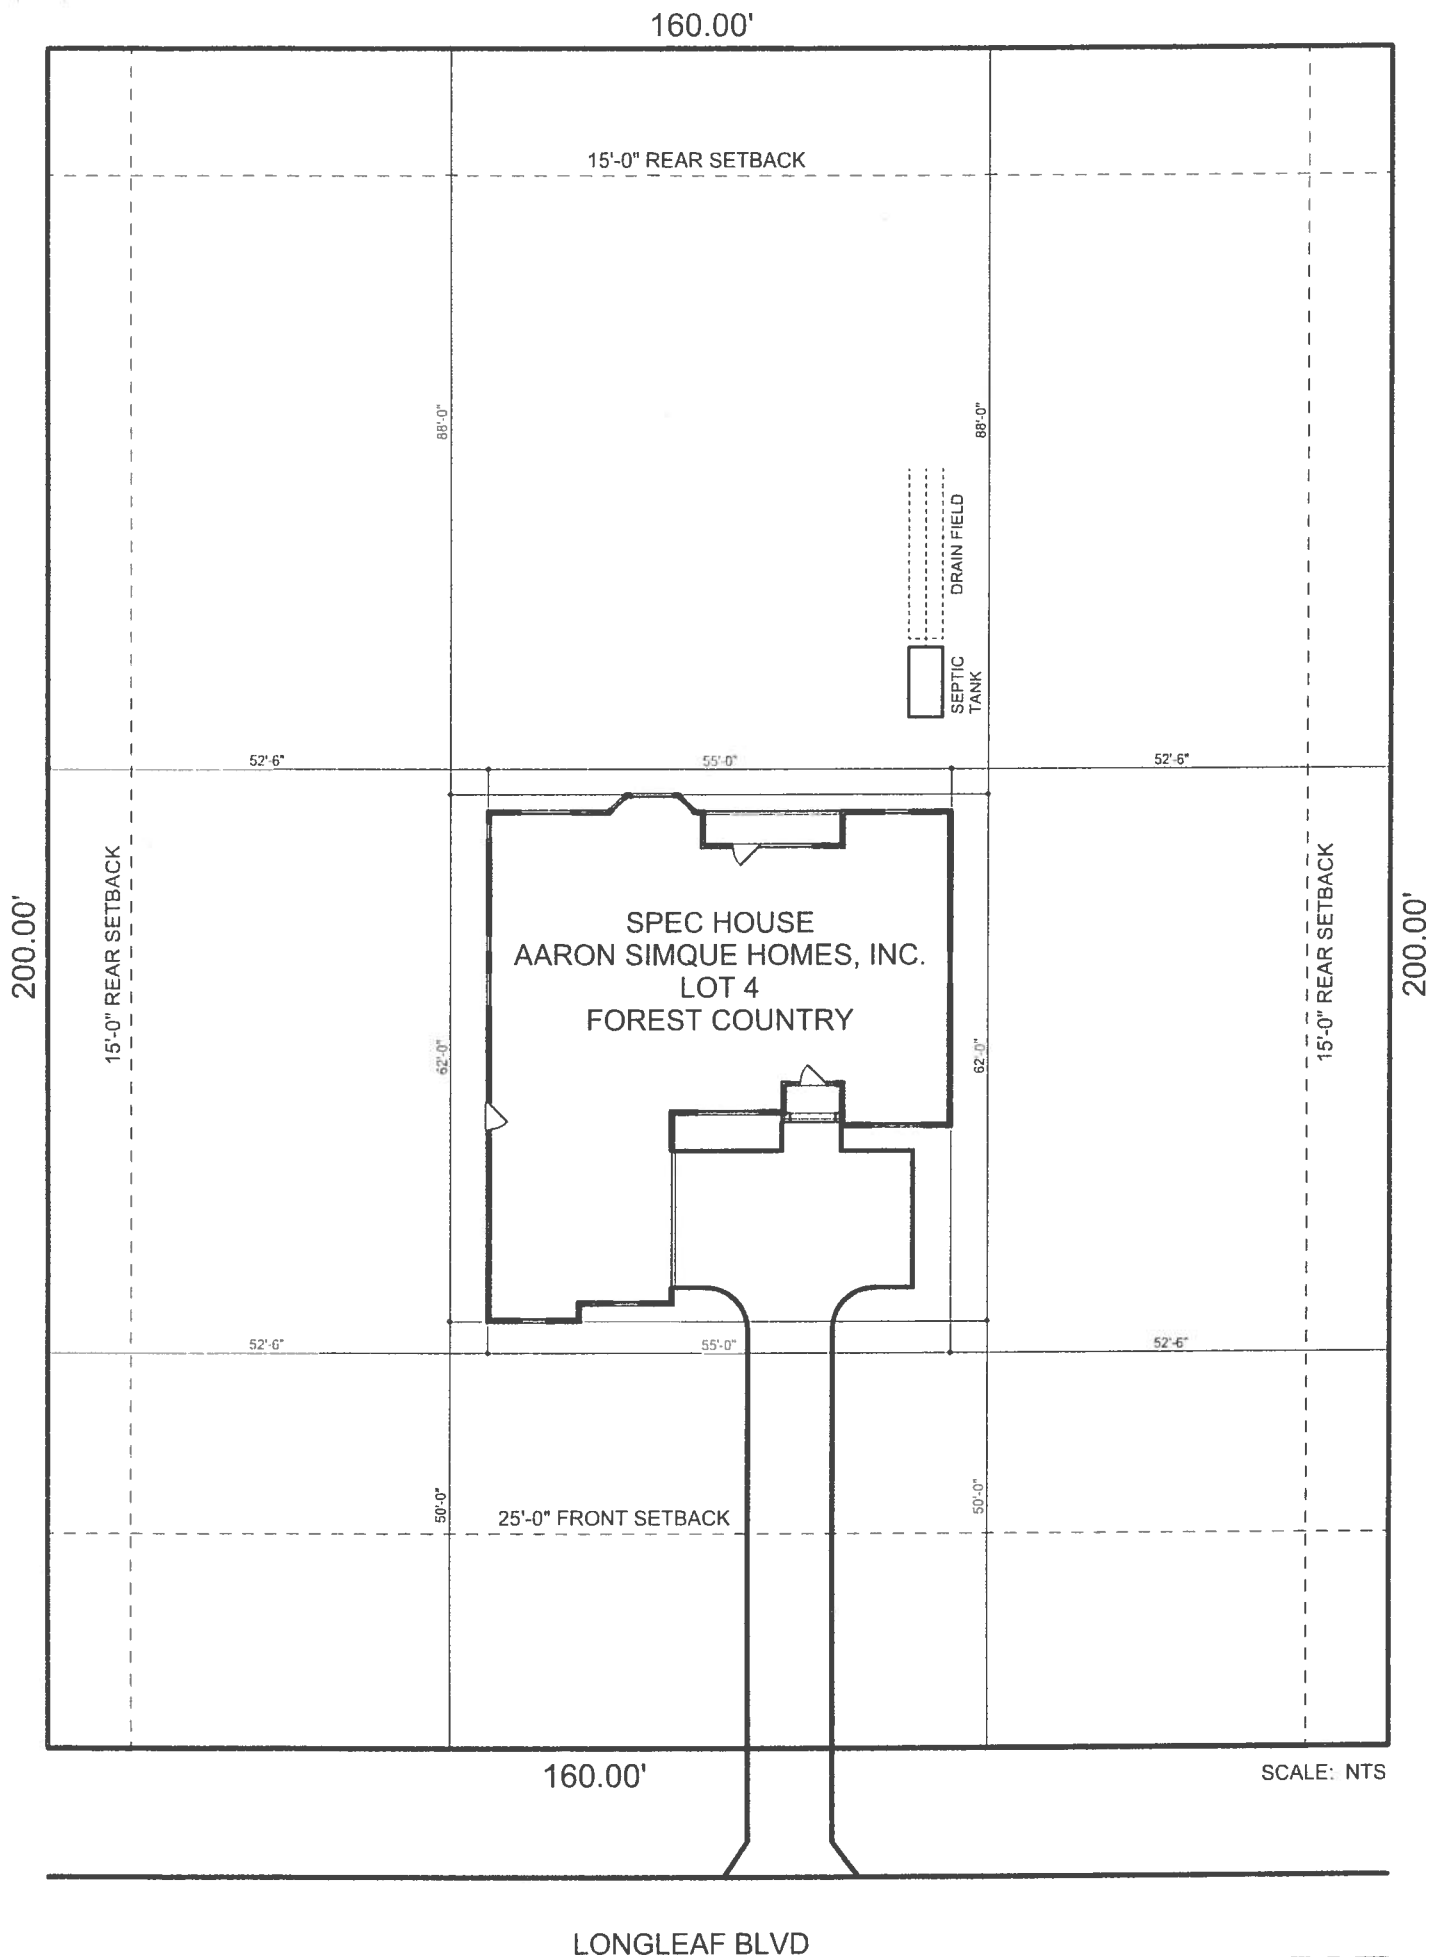 160.00'
15'-0" REAR SETBACK
88'-0"
88'-0"
DRAIN FIELD
SEPTIC
TANK
52'-6"
55'-0"
52'-6"
200.00'
15'-0" REAR SETBACK
SPEC HOUSE
AARON SIMQUE HOMES, INC.
LOT 4
FOREST COUNTRY
15'-0" REAR SETBACK
200.00'
62'-0"
62'-0"
52'-6"
55'-0"
52'-6"
50'-0"
25'-0" FRONT SETBACK
50'-0"
160.00'
SCALE: NTS
LONGLEAF BLVD